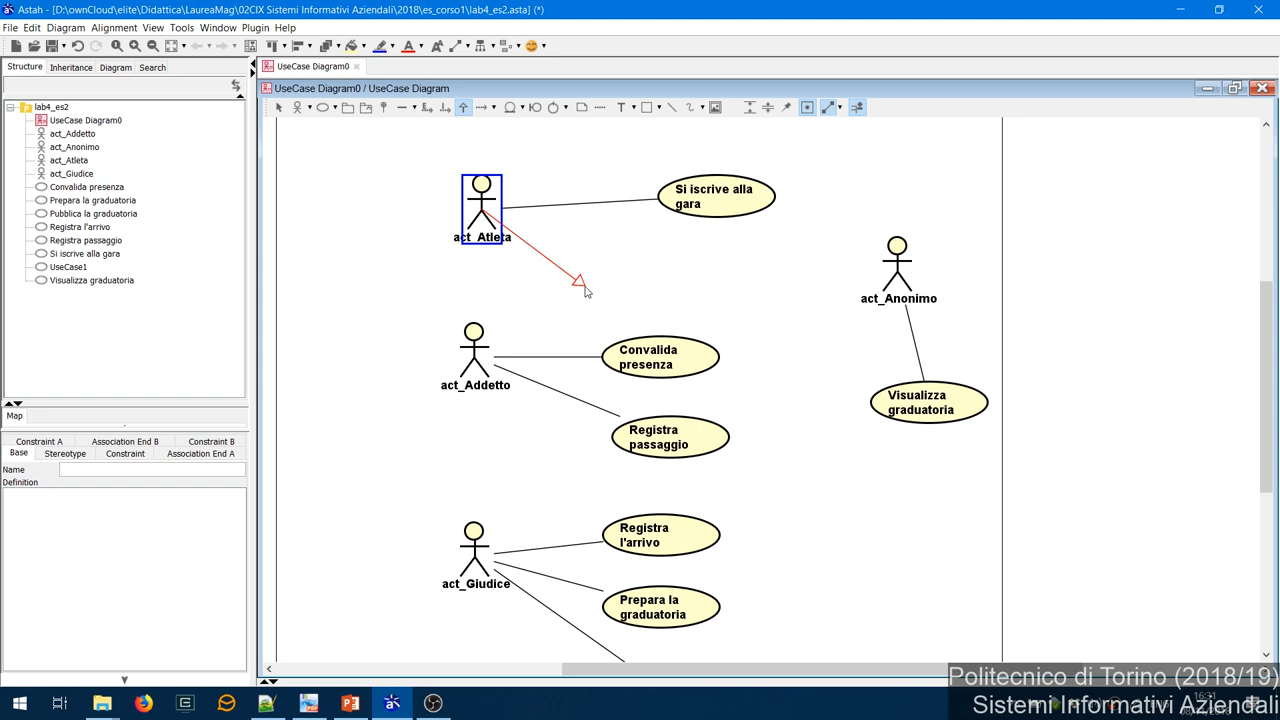 Astah - [D:\ownCloud\elite\Didattica\LaureaMag\02CIX Sistemi Informativi Aziendali\2018\es_corso1\lab4_es2.asta] (*)
File Edit Diagram Alignment View Tools Window Plugin Help
Structure Inheritance Diagram Search
lab4_es2
UseCase Diagram0
act_Addetto
act_Anonimo
act_Atleta
act_Giudice
Convalida presenza
Prepara la graduatoria
Pubblica la graduatoria
Registra l'arrivo
Registra passaggio
Si iscrive alla gara
UseCase1
Visualizza graduatoria
Map
Constraint A Association End B Constraint B
Base Stereotype Constraint Association End A
Name
Definition
UseCase Diagram0
UseCase Diagram0 / UseCase Diagram
act_Atleta
Si iscrive alla
gara
act_Anonimo
act_Addetto
Convalida
presenza
Visualizza
graduatoria
Registra
passaggio
act_Giudice
Registra
l'arrivo
Prepara la
graduatoria
Politecnico di Torino (2018/19)
Sistemi Informativi Aziendali
16:31